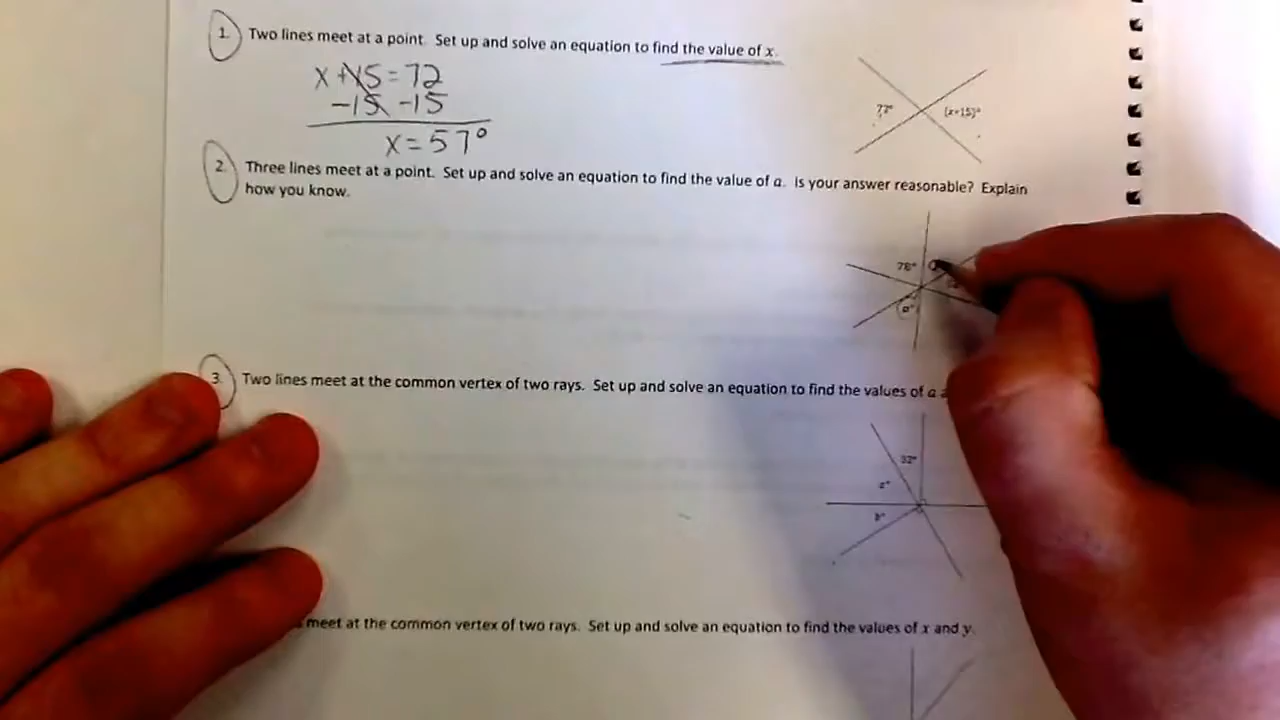 1. Two lines meet at a point. Set up and solve an equation to find the value of x.
x + 15 = 72
-15 -15
x = 57°
72°
(x+15)°
2. Three lines meet at a point. Set up and solve an equation to find the value of a. Is your answer reasonable? Explain
how you know.
78°
a°
3. Two lines meet at the common vertex of two rays. Set up and solve an equation to find the values of a
32°
a°
b°
meet at the common vertex of two rays. Set up and solve an equation to find the values of x and y.